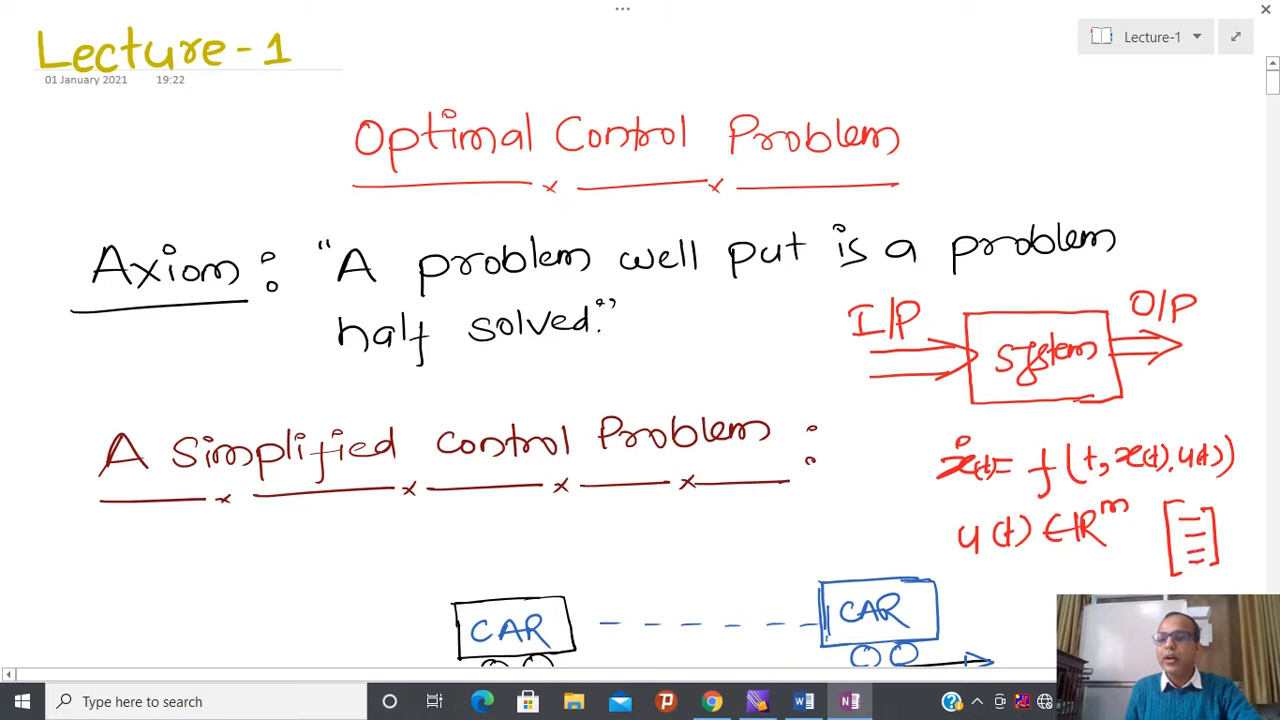 Lecture-1
Lecture-1
01 January 2021 19:22
Optimal Control Problem
Axiom: "A problem well put is a problem
half solved."
I/P
O/P
system
A Simplified control Problem :
ẋ(t)= f(t, x(t), u(t))
u(t) ∈ ℝᵐ
CAR
CAR
Type here to search